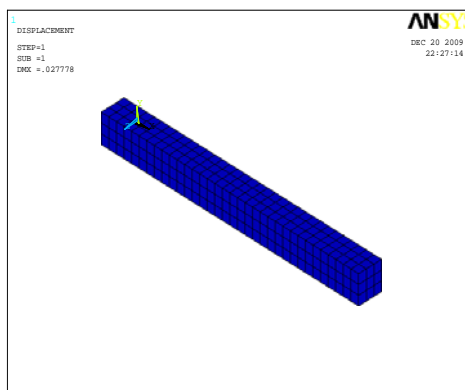 1
DISPLACEMENT
STEP=1
SUB =1
DMX =.027778
ANSYS
DEC 20 2009
22:27:14